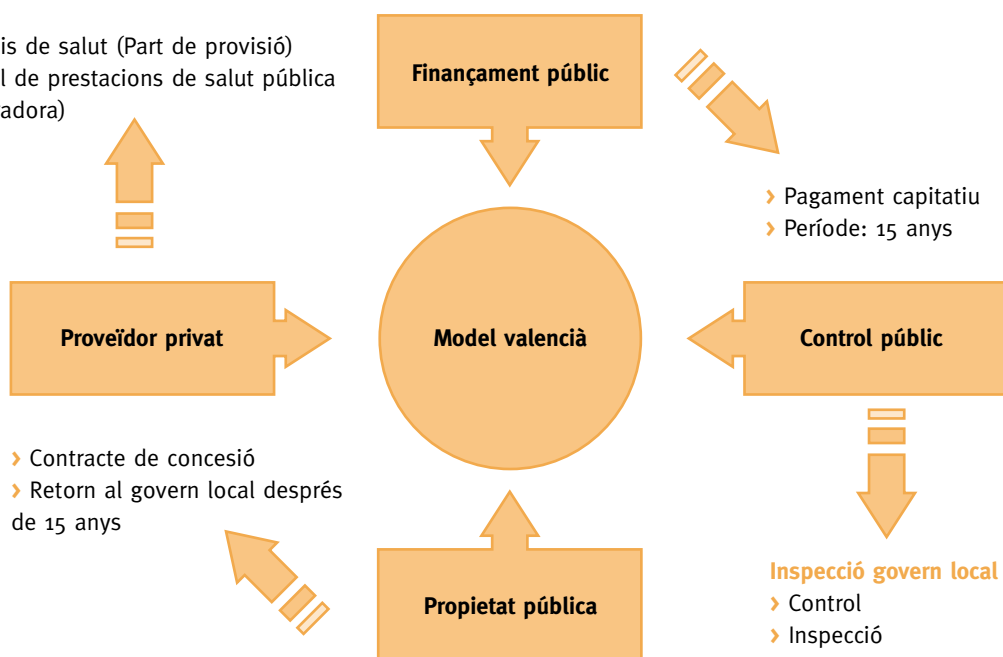 is de salut (Part de provisió)
l de prestacions de salut pública
adora)
Finançament públic
› Pagament capitatiu
› Període: 15 anys
Proveïdor privat
Model valencià
Control públic
› Contracte de concesió
› Retorn al govern local després
de 15 anys
Propietat pública
Inspecció govern local
› Control
› Inspecció